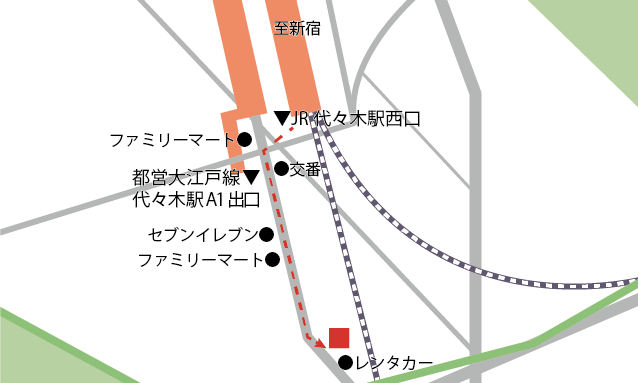 至新宿
▼JR代々木駅西口
ファミリーマート
交番
都営大江戸線▼
代々木駅A1出口
セブンイレブン
ファミリーマート
レンタカー